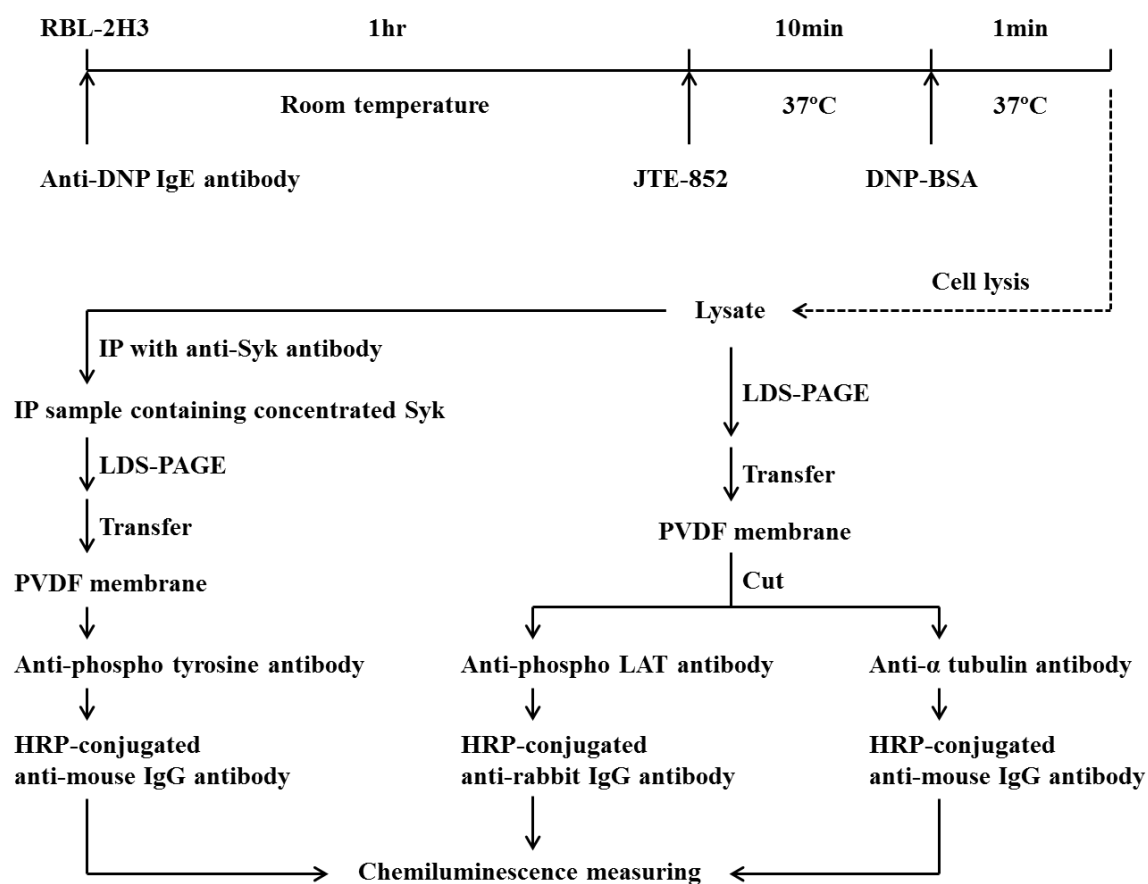 RBL-2H3 1hr 10min 1min
Room temperature 37ºC 37ºC
Anti-DNP IgE antibody JTE-852 DNP-BSA
Cell lysis
Lysate
IP with anti-Syk antibody
LDS-PAGE
IP sample containing concentrated Syk
LDS-PAGE
Transfer
Transfer
PVDF membrane
PVDF membrane
Cut
Anti-phospho tyrosine antibody Anti-phospho LAT antibody Anti-α tubulin antibody
HRP-conjugated HRP-conjugated HRP-conjugated
anti-mouse IgG antibody anti-rabbit IgG antibody anti-mouse IgG antibody
Chemiluminescence measuring